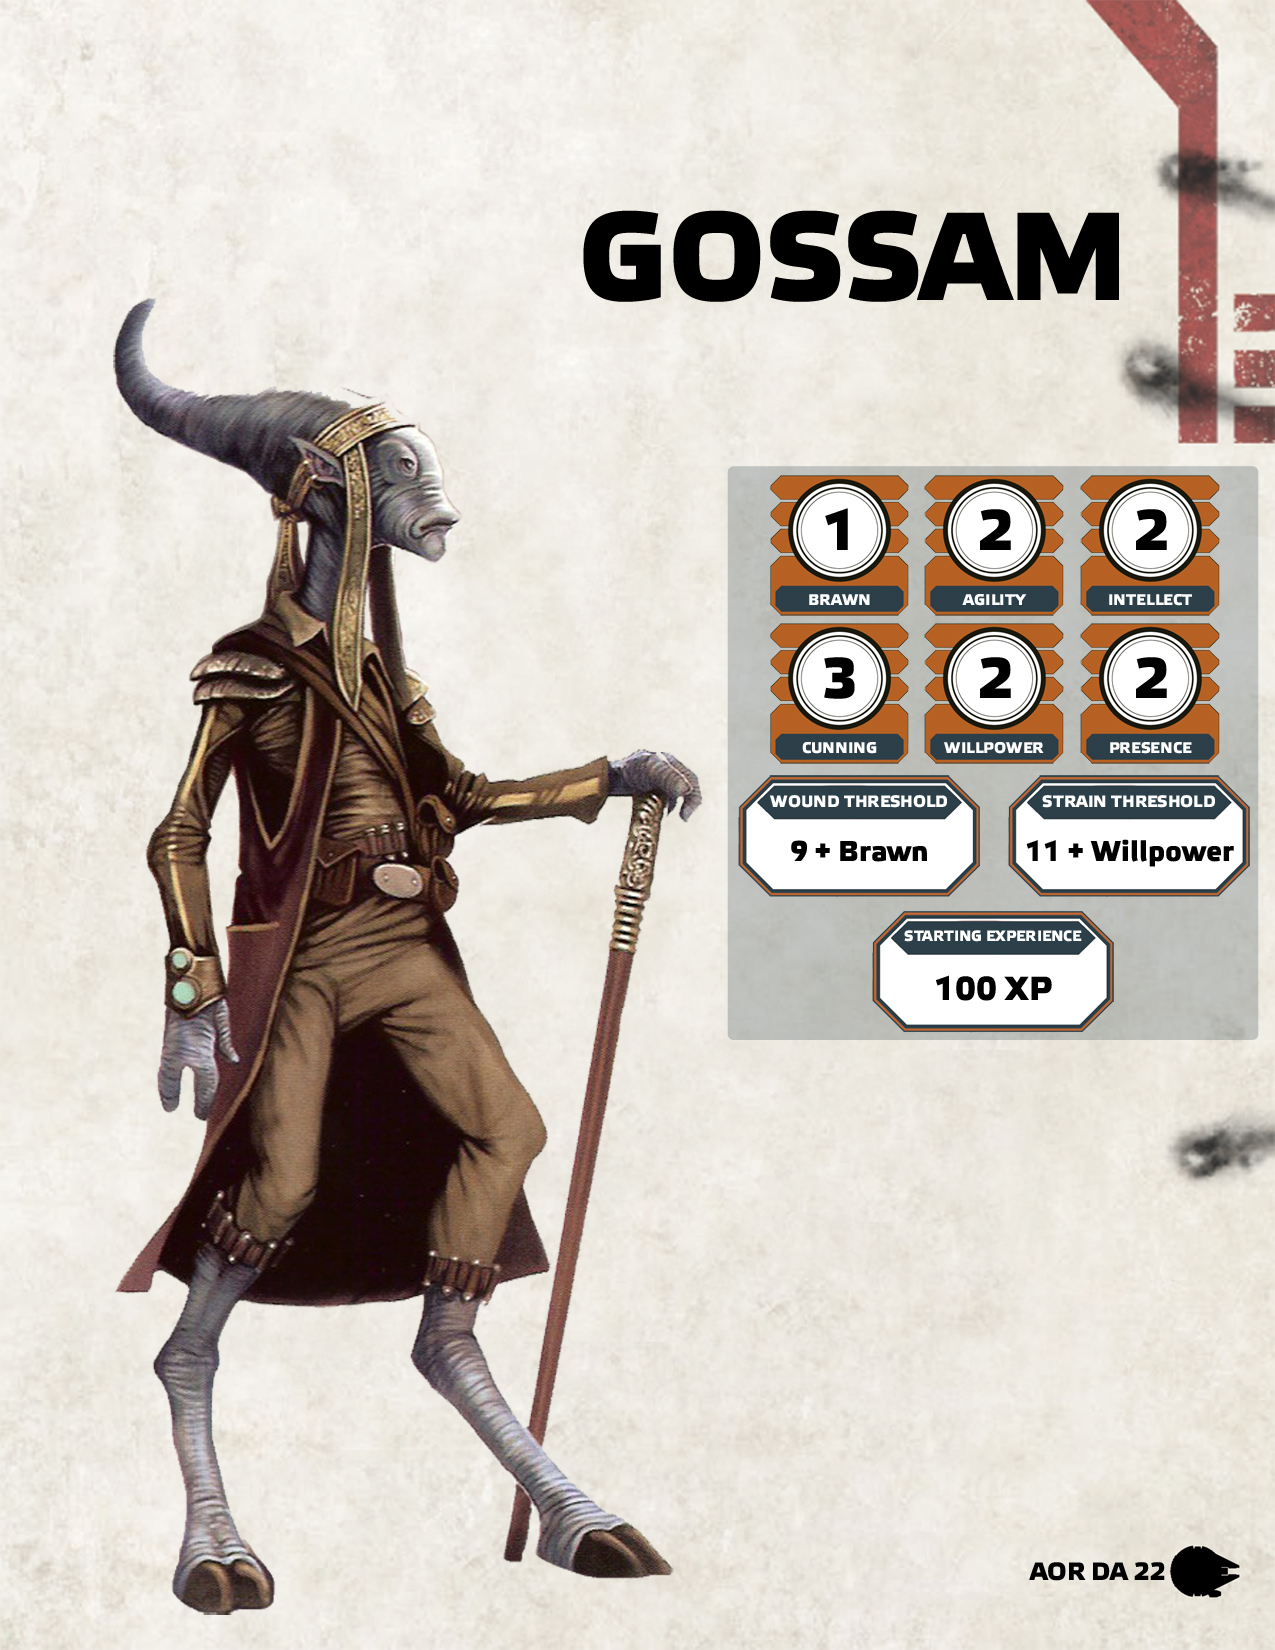 GOSSAM
1 2 2
BRAWN AGILITY INTELLECT
3 2 2
CUNNING WILLPOWER PRESENCE
WOUND THRESHOLD STRAIN THRESHOLD
9 + Brawn 11 + Willpower
STARTING EXPERIENCE
100 XP
AOR DA 22